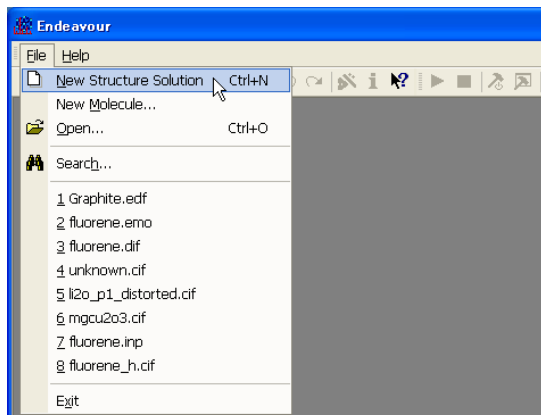 Endeavour
File Help
New Structure Solution Ctrl+N
New Molecule...
Open... Ctrl+O
Search...
1 Graphite.edf
2 fluorene.emo
3 fluorene.dif
4 unknown.cif
5 li2o_p1_distorted.cif
6 mgcu2o3.cif
7 fluorene.inp
8 fluorene_h.cif
Exit